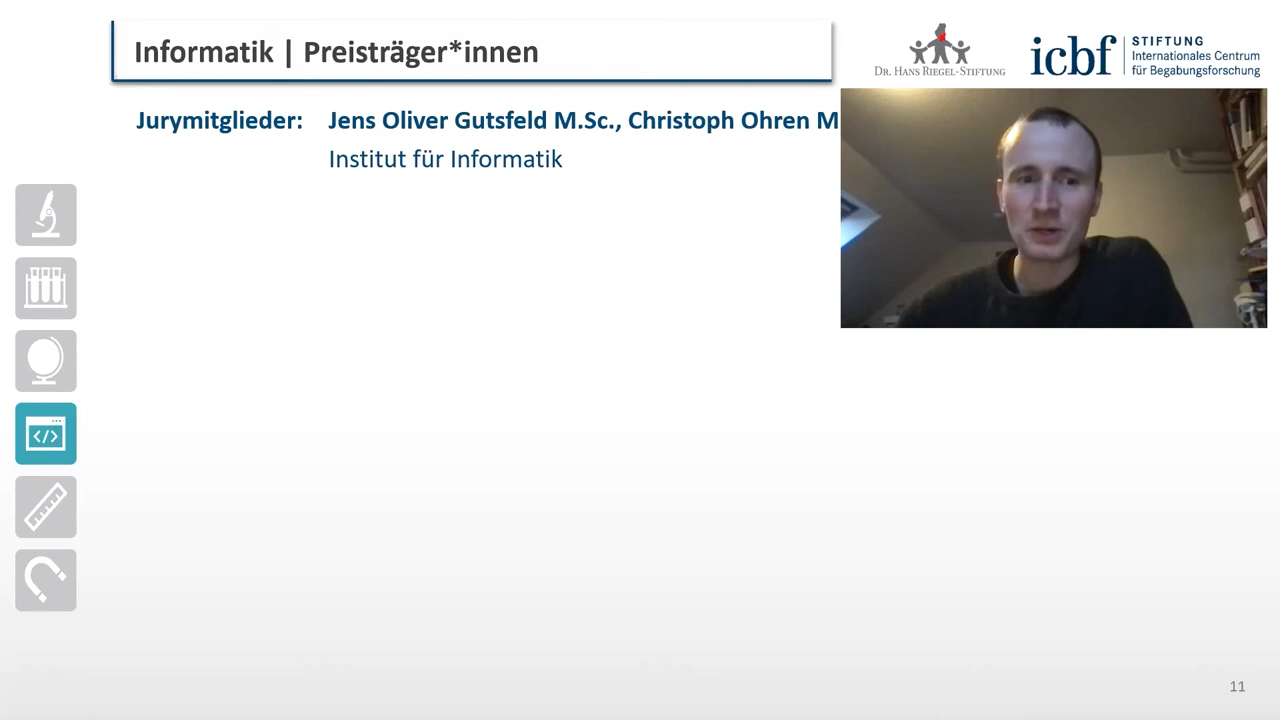 Informatik | Preisträger*innen
DR. HANS RIEGEL-STIFTUNG
icbf
STIFTUNG
Internationales Centrum
für Begabungsforschung
Jurymitglieder: Jens Oliver Gutsfeld M.Sc., Christoph Ohren M
Institut für Informatik
</>
11